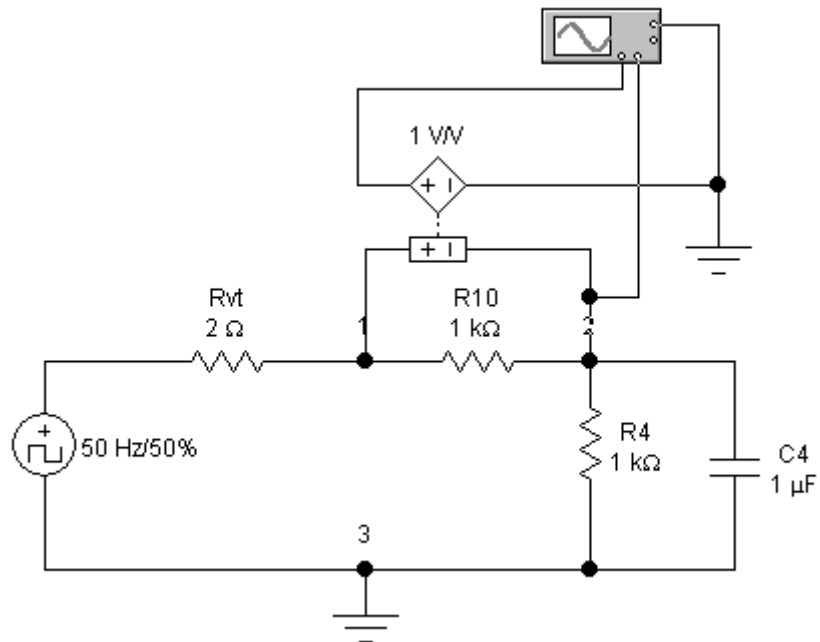 1 V/V
+ -
+ -
Rvt
2 Ω
1
R10
1 kΩ
2
+
50 Hz/50%
R4
1 kΩ
C4
1 µF
3